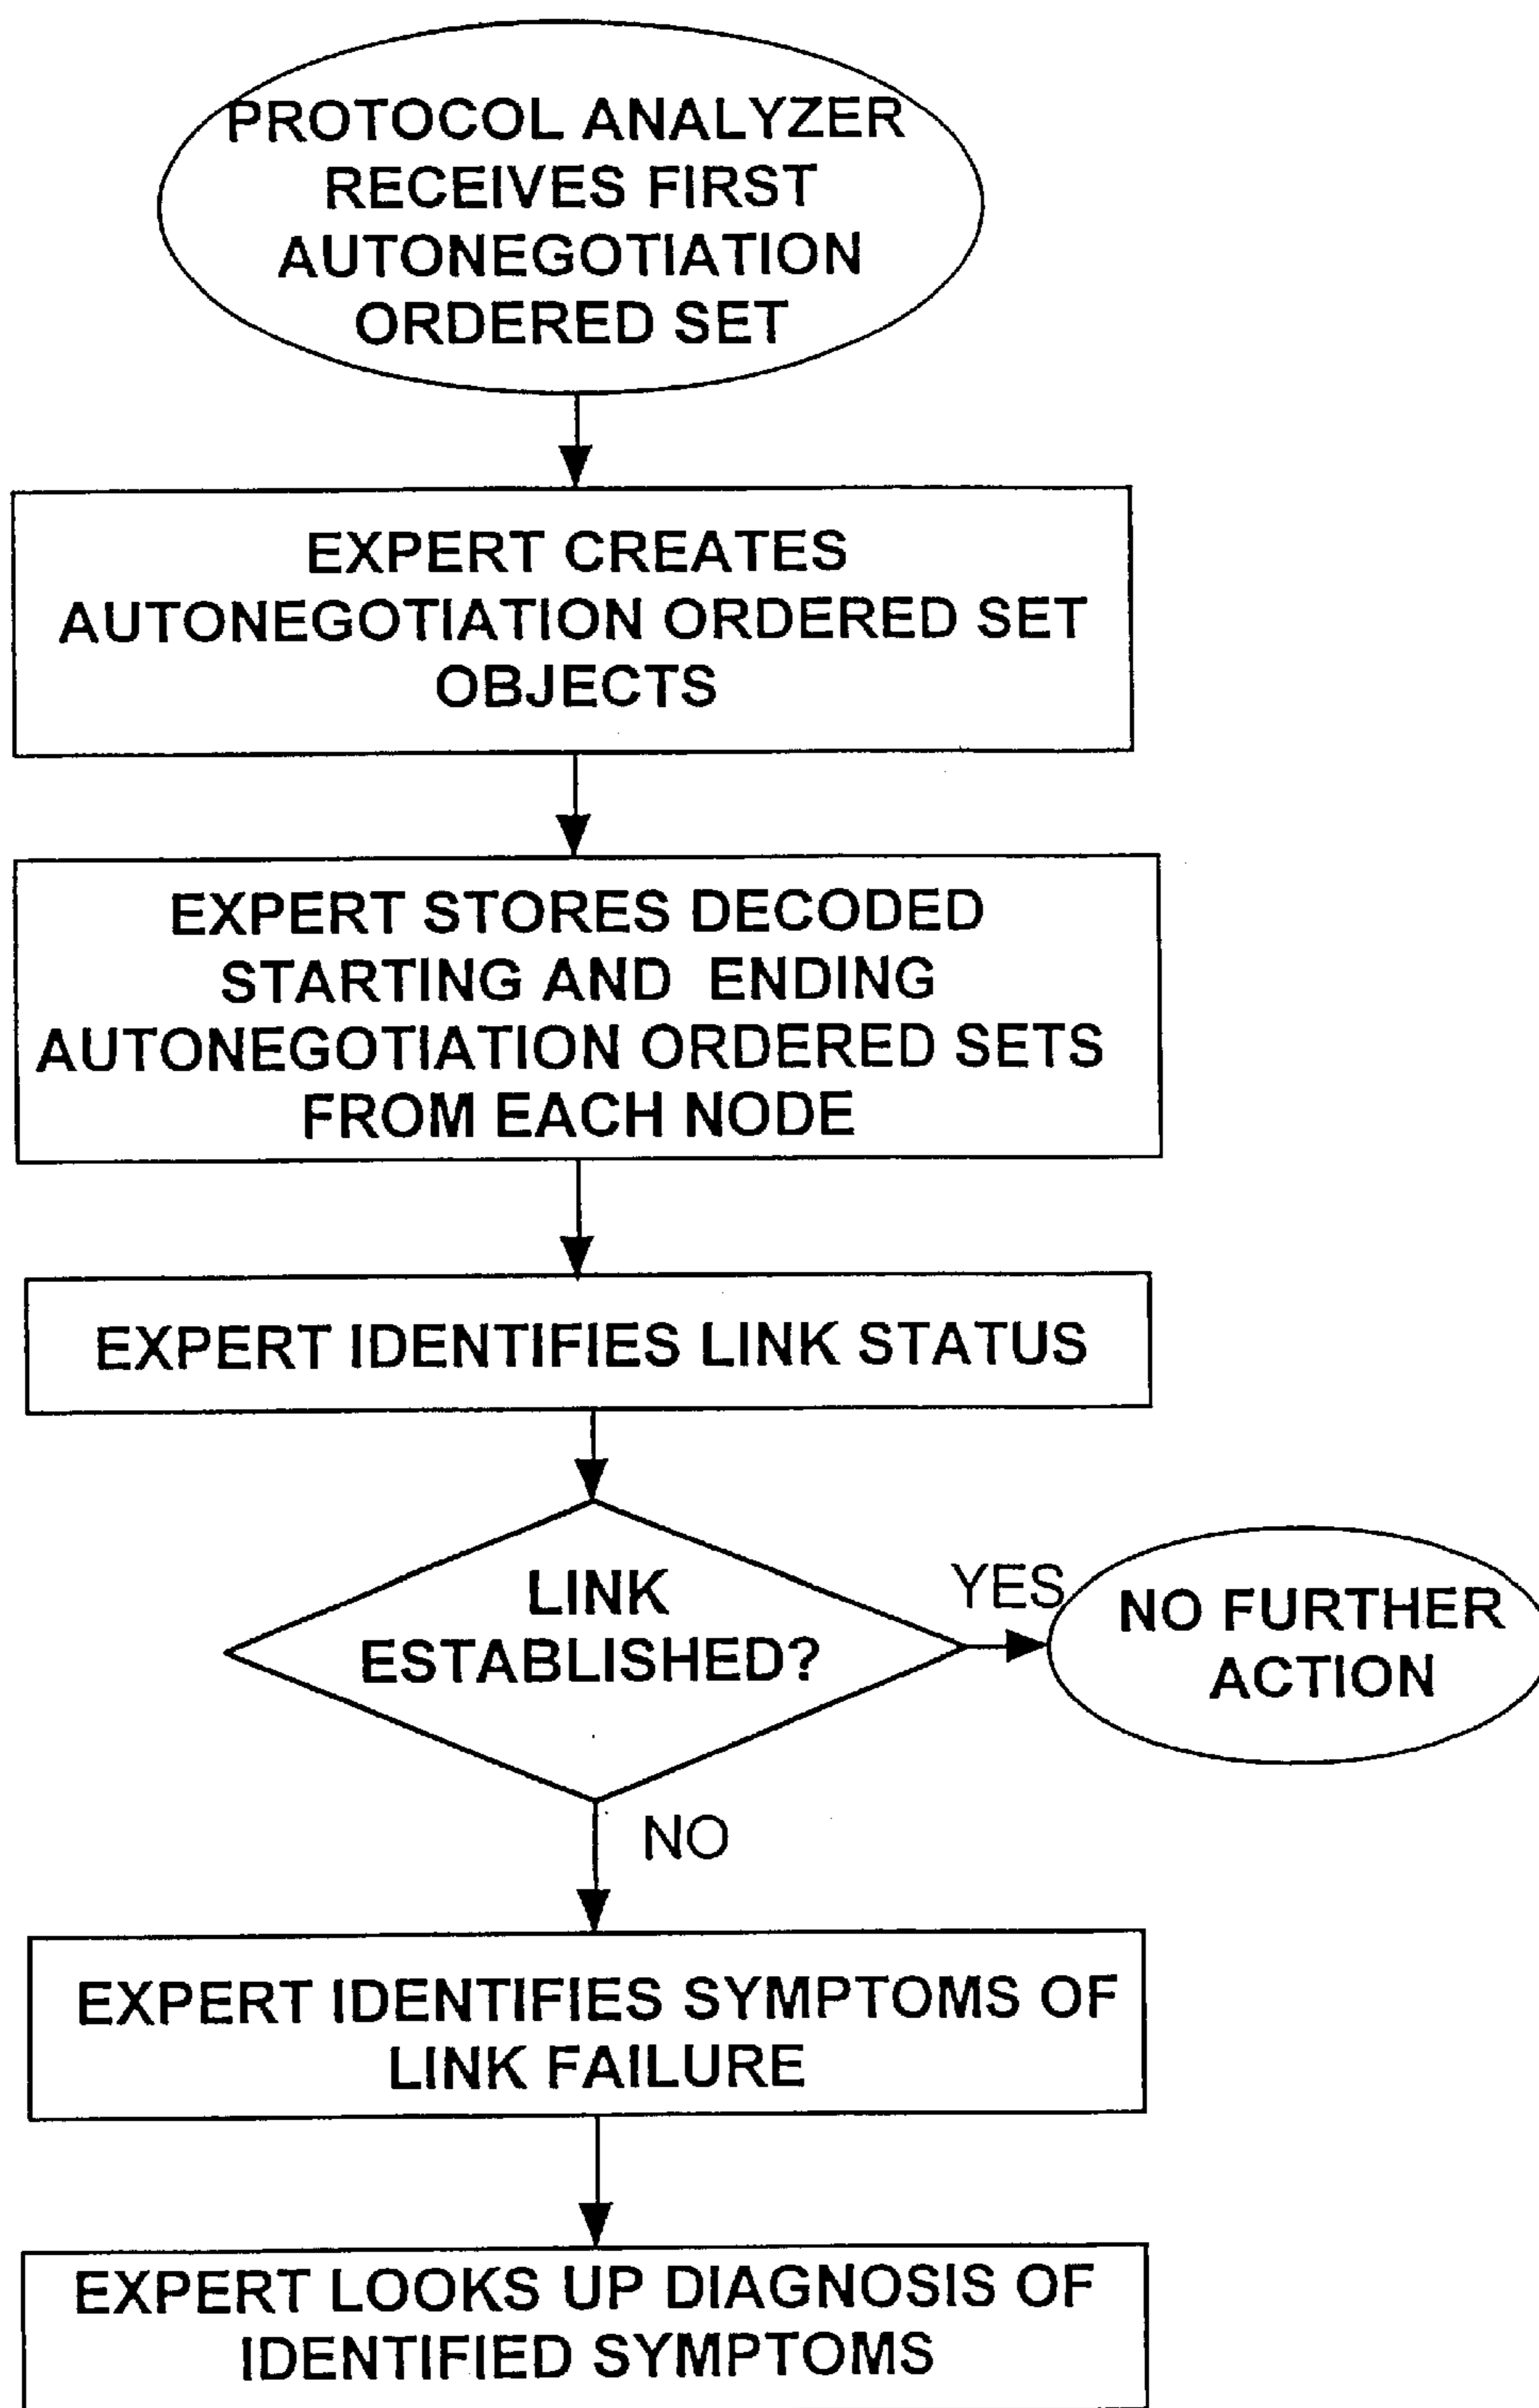 PROTOCOL ANALYZER
RECEIVES FIRST
AUTONEGOTIATION
ORDERED SET
EXPERT CREATES
AUTONEGOTIATION ORDERED SET
OBJECTS
EXPERT STORES DECODED
STARTING AND ENDING
AUTONEGOTIATION ORDERED SETS
FROM EACH NODE
EXPERT IDENTIFIES LINK STATUS
LINK
ESTABLISHED?
YES
NO FURTHER
ACTION
NO
EXPERT IDENTIFIES SYMPTOMS OF
LINK FAILURE
EXPERT LOOKS UP DIAGNOSIS OF
IDENTIFIED SYMPTOMS